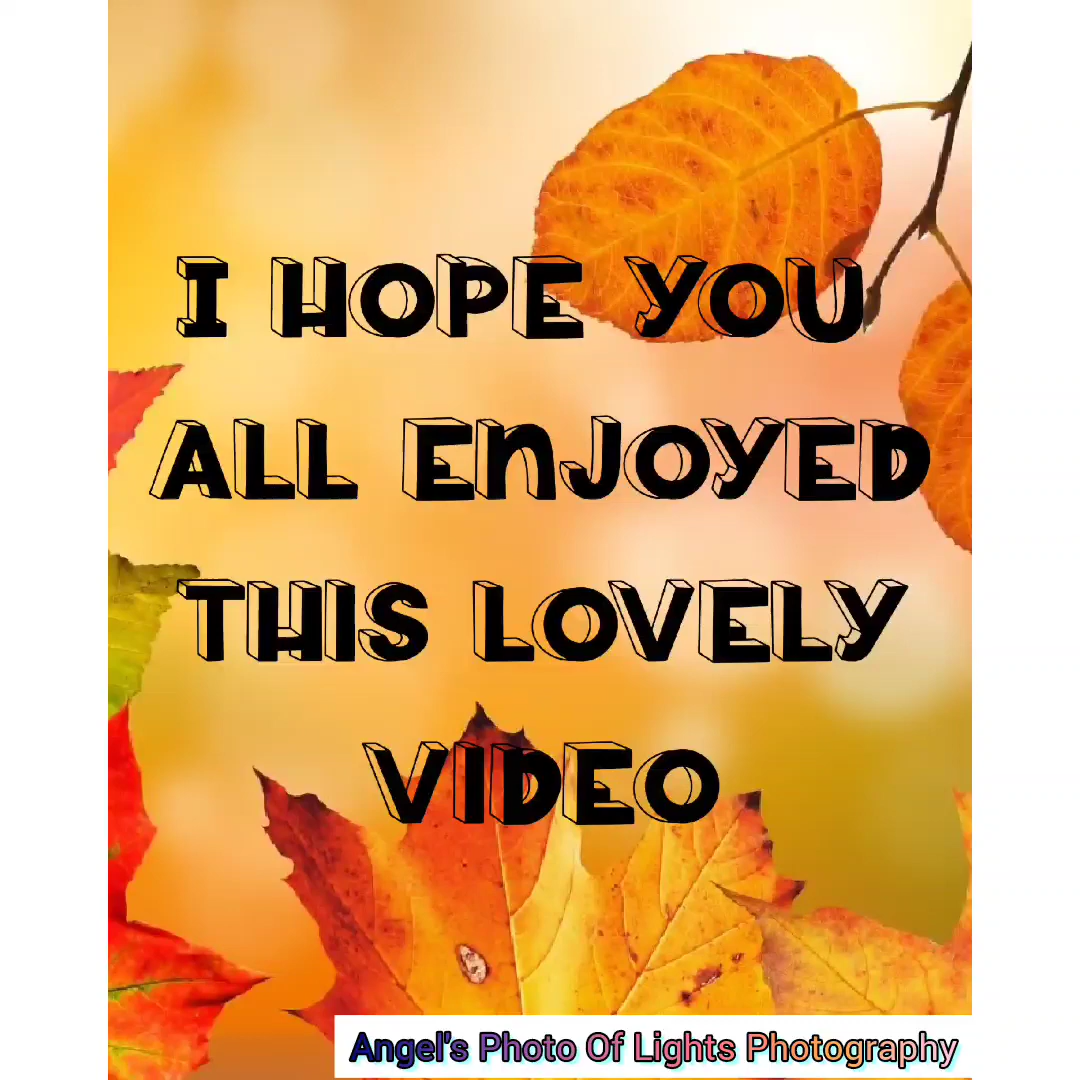 I HOPE YOU
ALL ENJOYED
THIS LOVELY
VIDEO
Angel's Photo Of Lights Photography